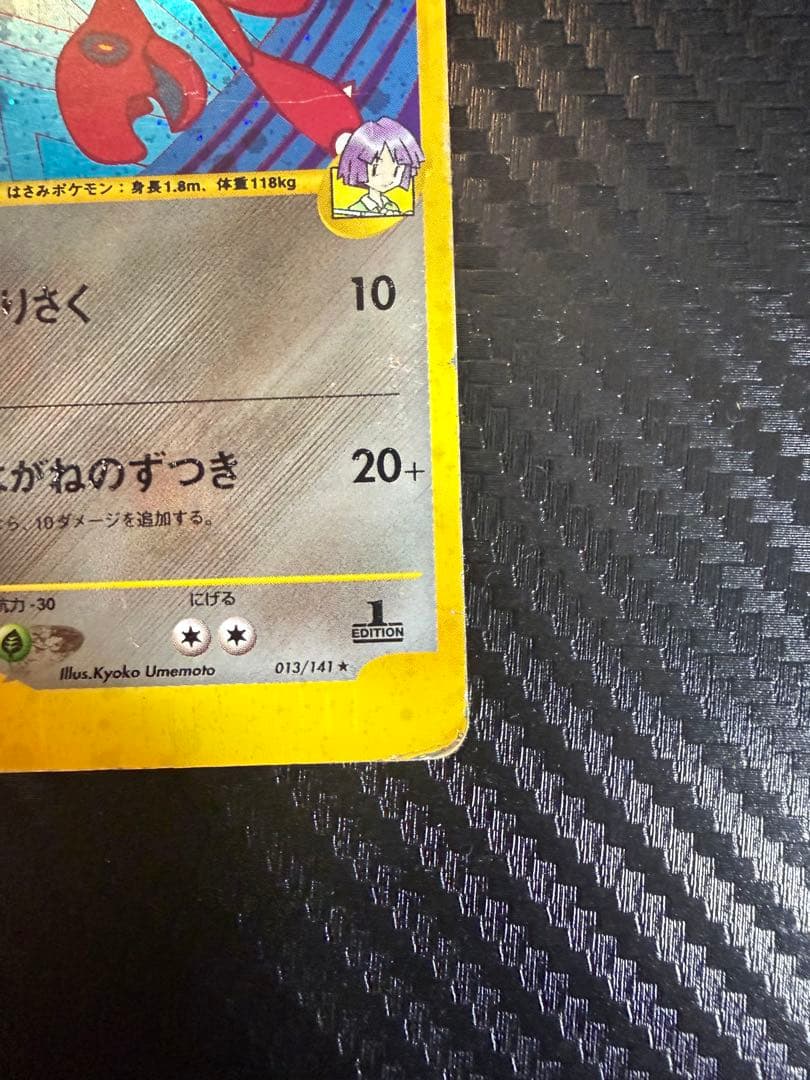 はさみポケモン：身長1.8m、体重118kg
りさく 10
がねのずつき 20+
、10ダメージを追加する。
抗力 -30 にげる
1
EDITION
Illus.Kyoko Umemoto 013/141 ★